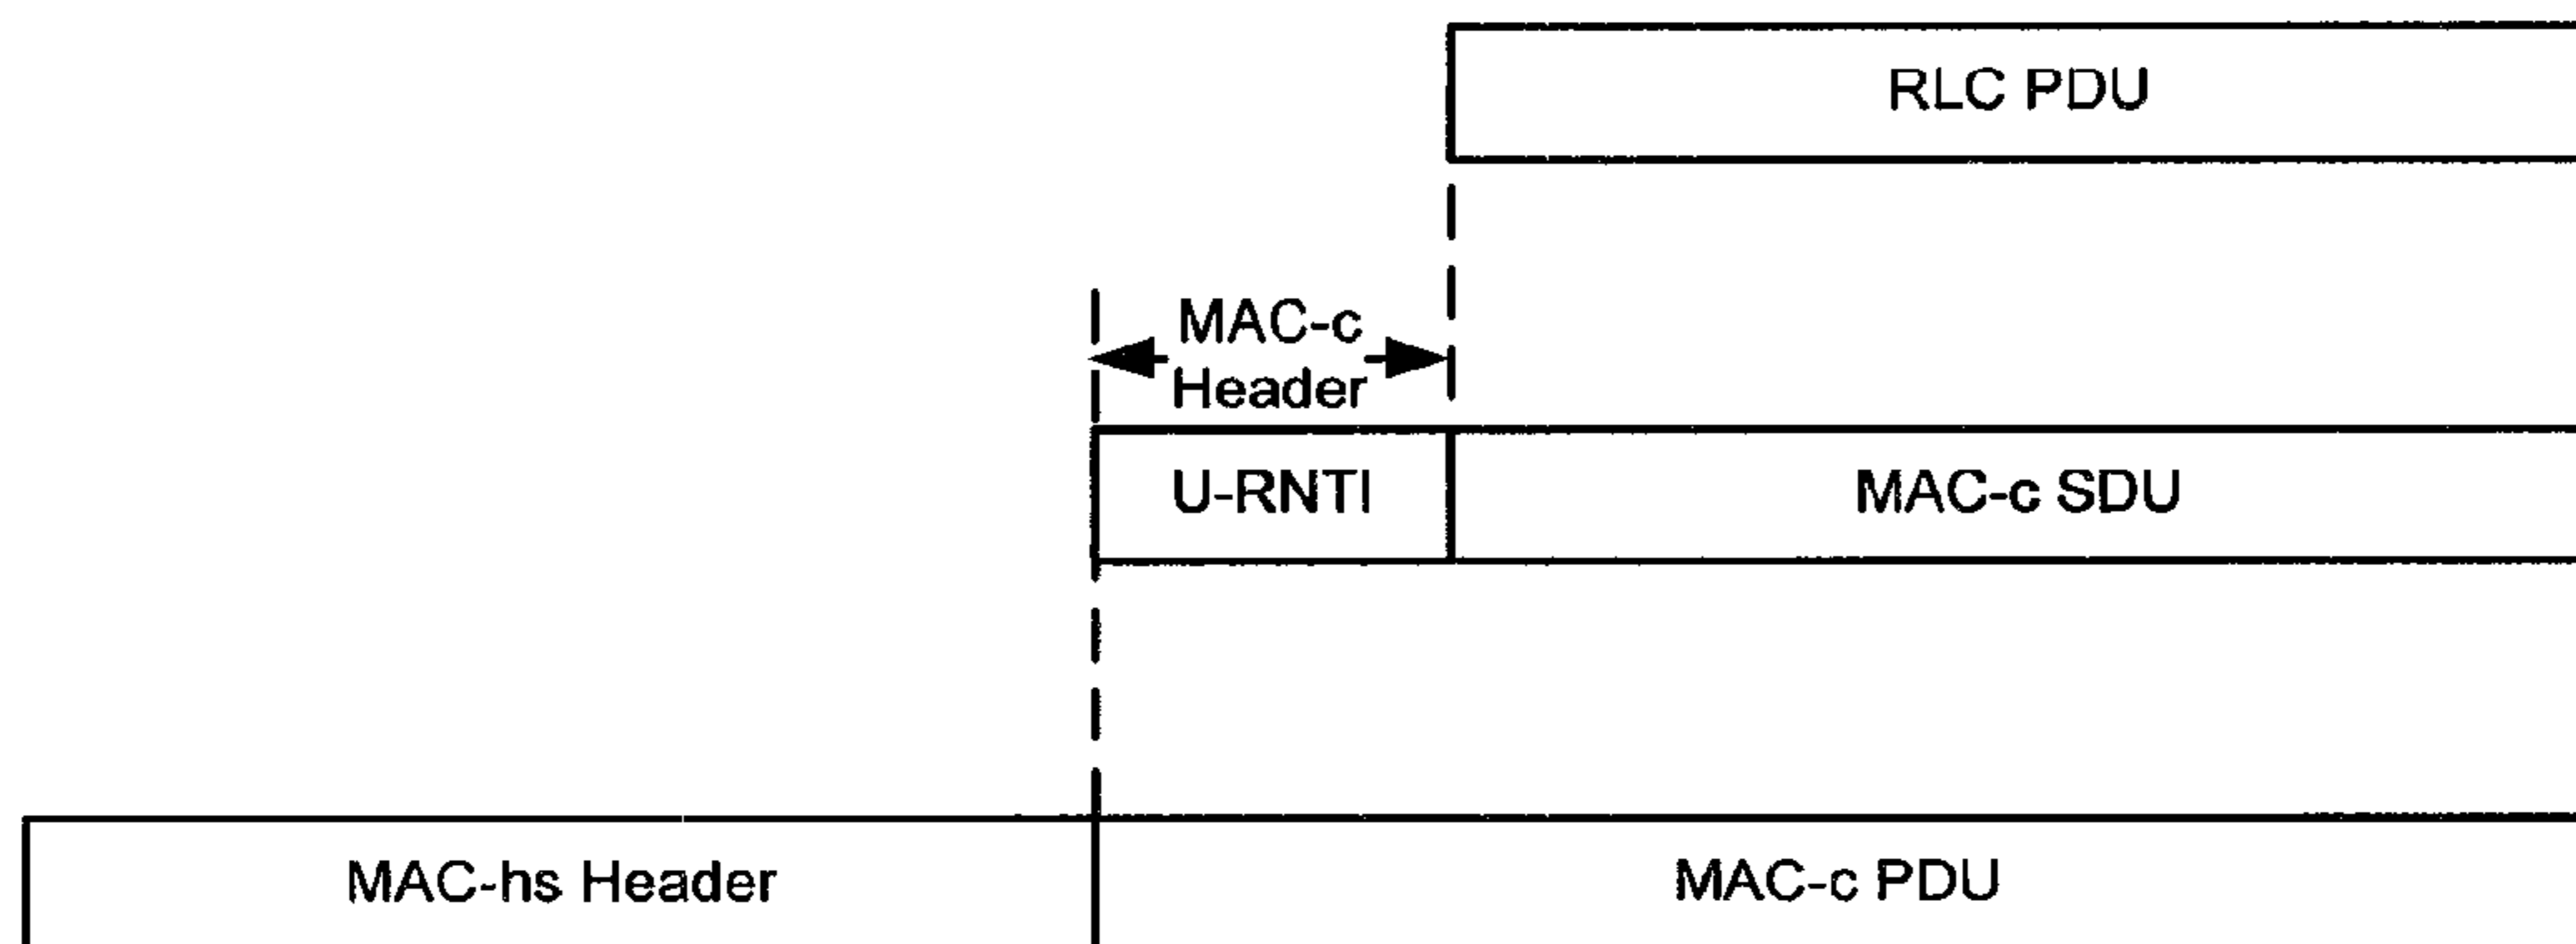 RLC PDU
MAC-c
Header
U-RNTI
MAC-c SDU
MAC-hs Header
MAC-c PDU